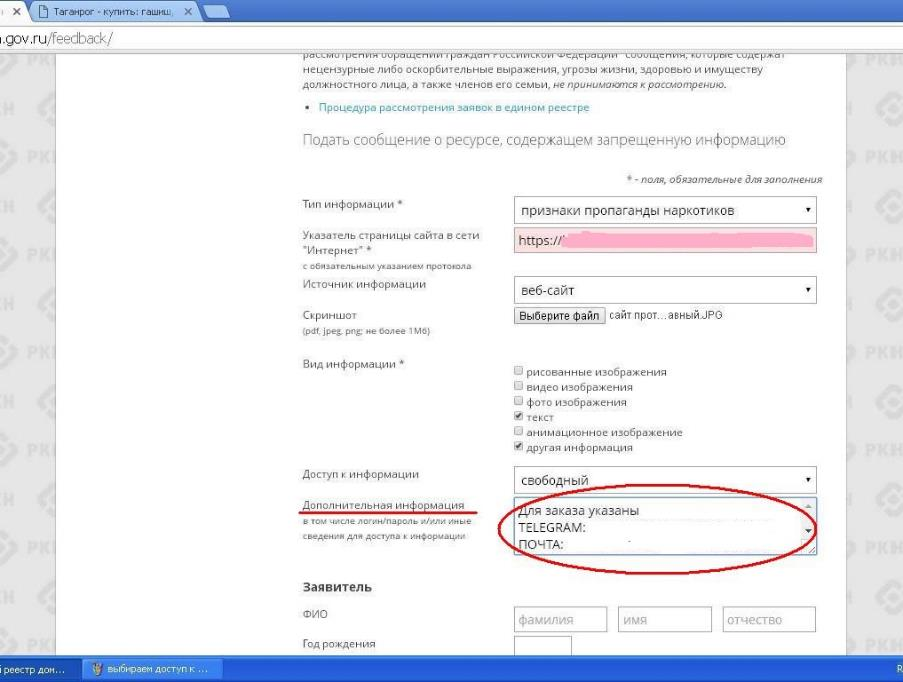 Таганрог - купить: гашиш,
.gov.ru/feedback/
рассмотрения обращений граждан Российской Федерации" сообщения, которые содержат
нецензурные либо оскорбительные выражения, угрозы жизни, здоровью и имуществу
должностного лица, а также членов его семьи, не принимаются к рассмотрению.
• Процедура рассмотрения заявок в едином реестре
Подать сообщение о ресурсе, содержащем запрещенную информацию
* - поля, обязательные для заполнения
Тип информации *
признаки пропаганды наркотиков
Указатель страницы сайта в сети
"Интернет" *
с обязательным указанием протокола
https://
Источник информации
веб-сайт
Скриншот
(pdf, jpeg, png; не более 1Мб)
Выберите файл сайт прот...авный.JPG
Вид информации *
рисованные изображения
видео изображения
фото изображения
текст
анимационное изображение
другая информация
Доступ к информации
свободный
Дополнительная информация
в том числе логин/пароль и/или иные
сведения для доступа к информации
Для заказа указаны
TELEGRAM:
ПОЧТА:
Заявитель
ФИО
фамилия
имя
отчество
Год рождения
реестр дон...
выбираем доступ к ...
РКН